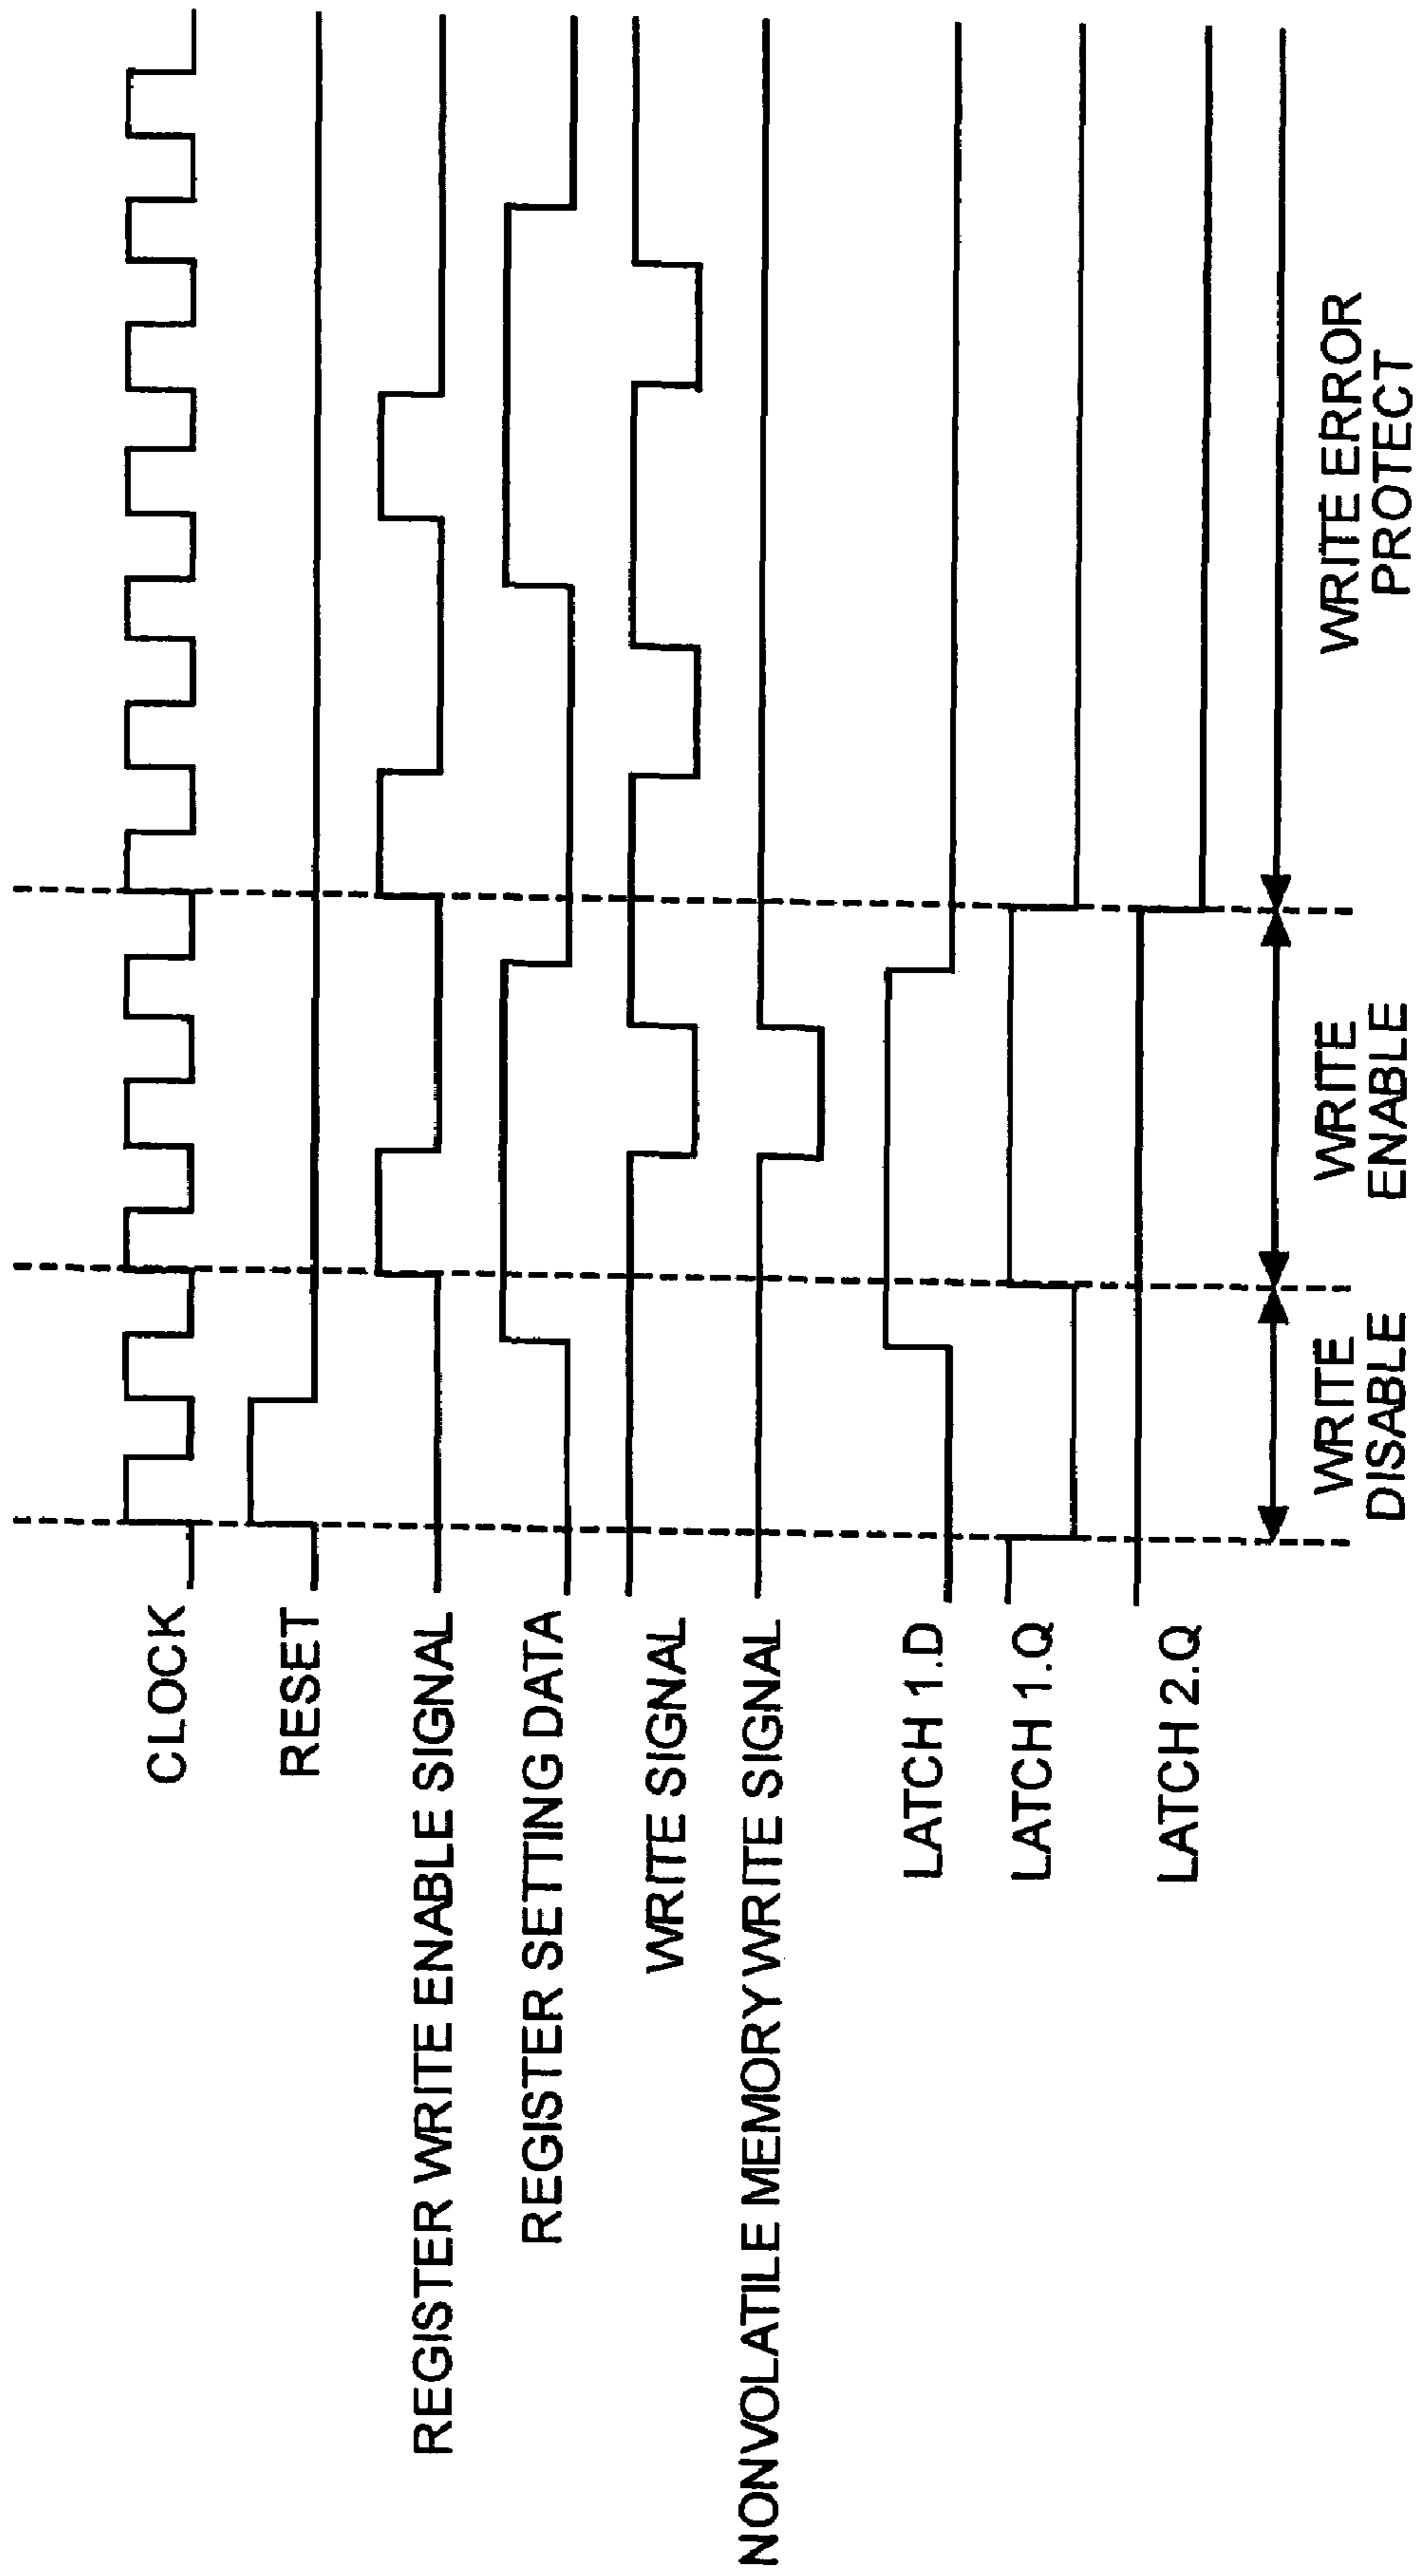 CLOCK
RESET
REGISTER WRITE ENABLE SIGNAL
REGISTER SETTING DATA
WRITE SIGNAL
NONVOLATILE MEMORY WRITE SIGNAL
LATCH 1.D
LATCH 1.Q
LATCH 2.Q
WRITE
DISABLE
WRITE
ENABLE
WRITE ERROR
PROTECT